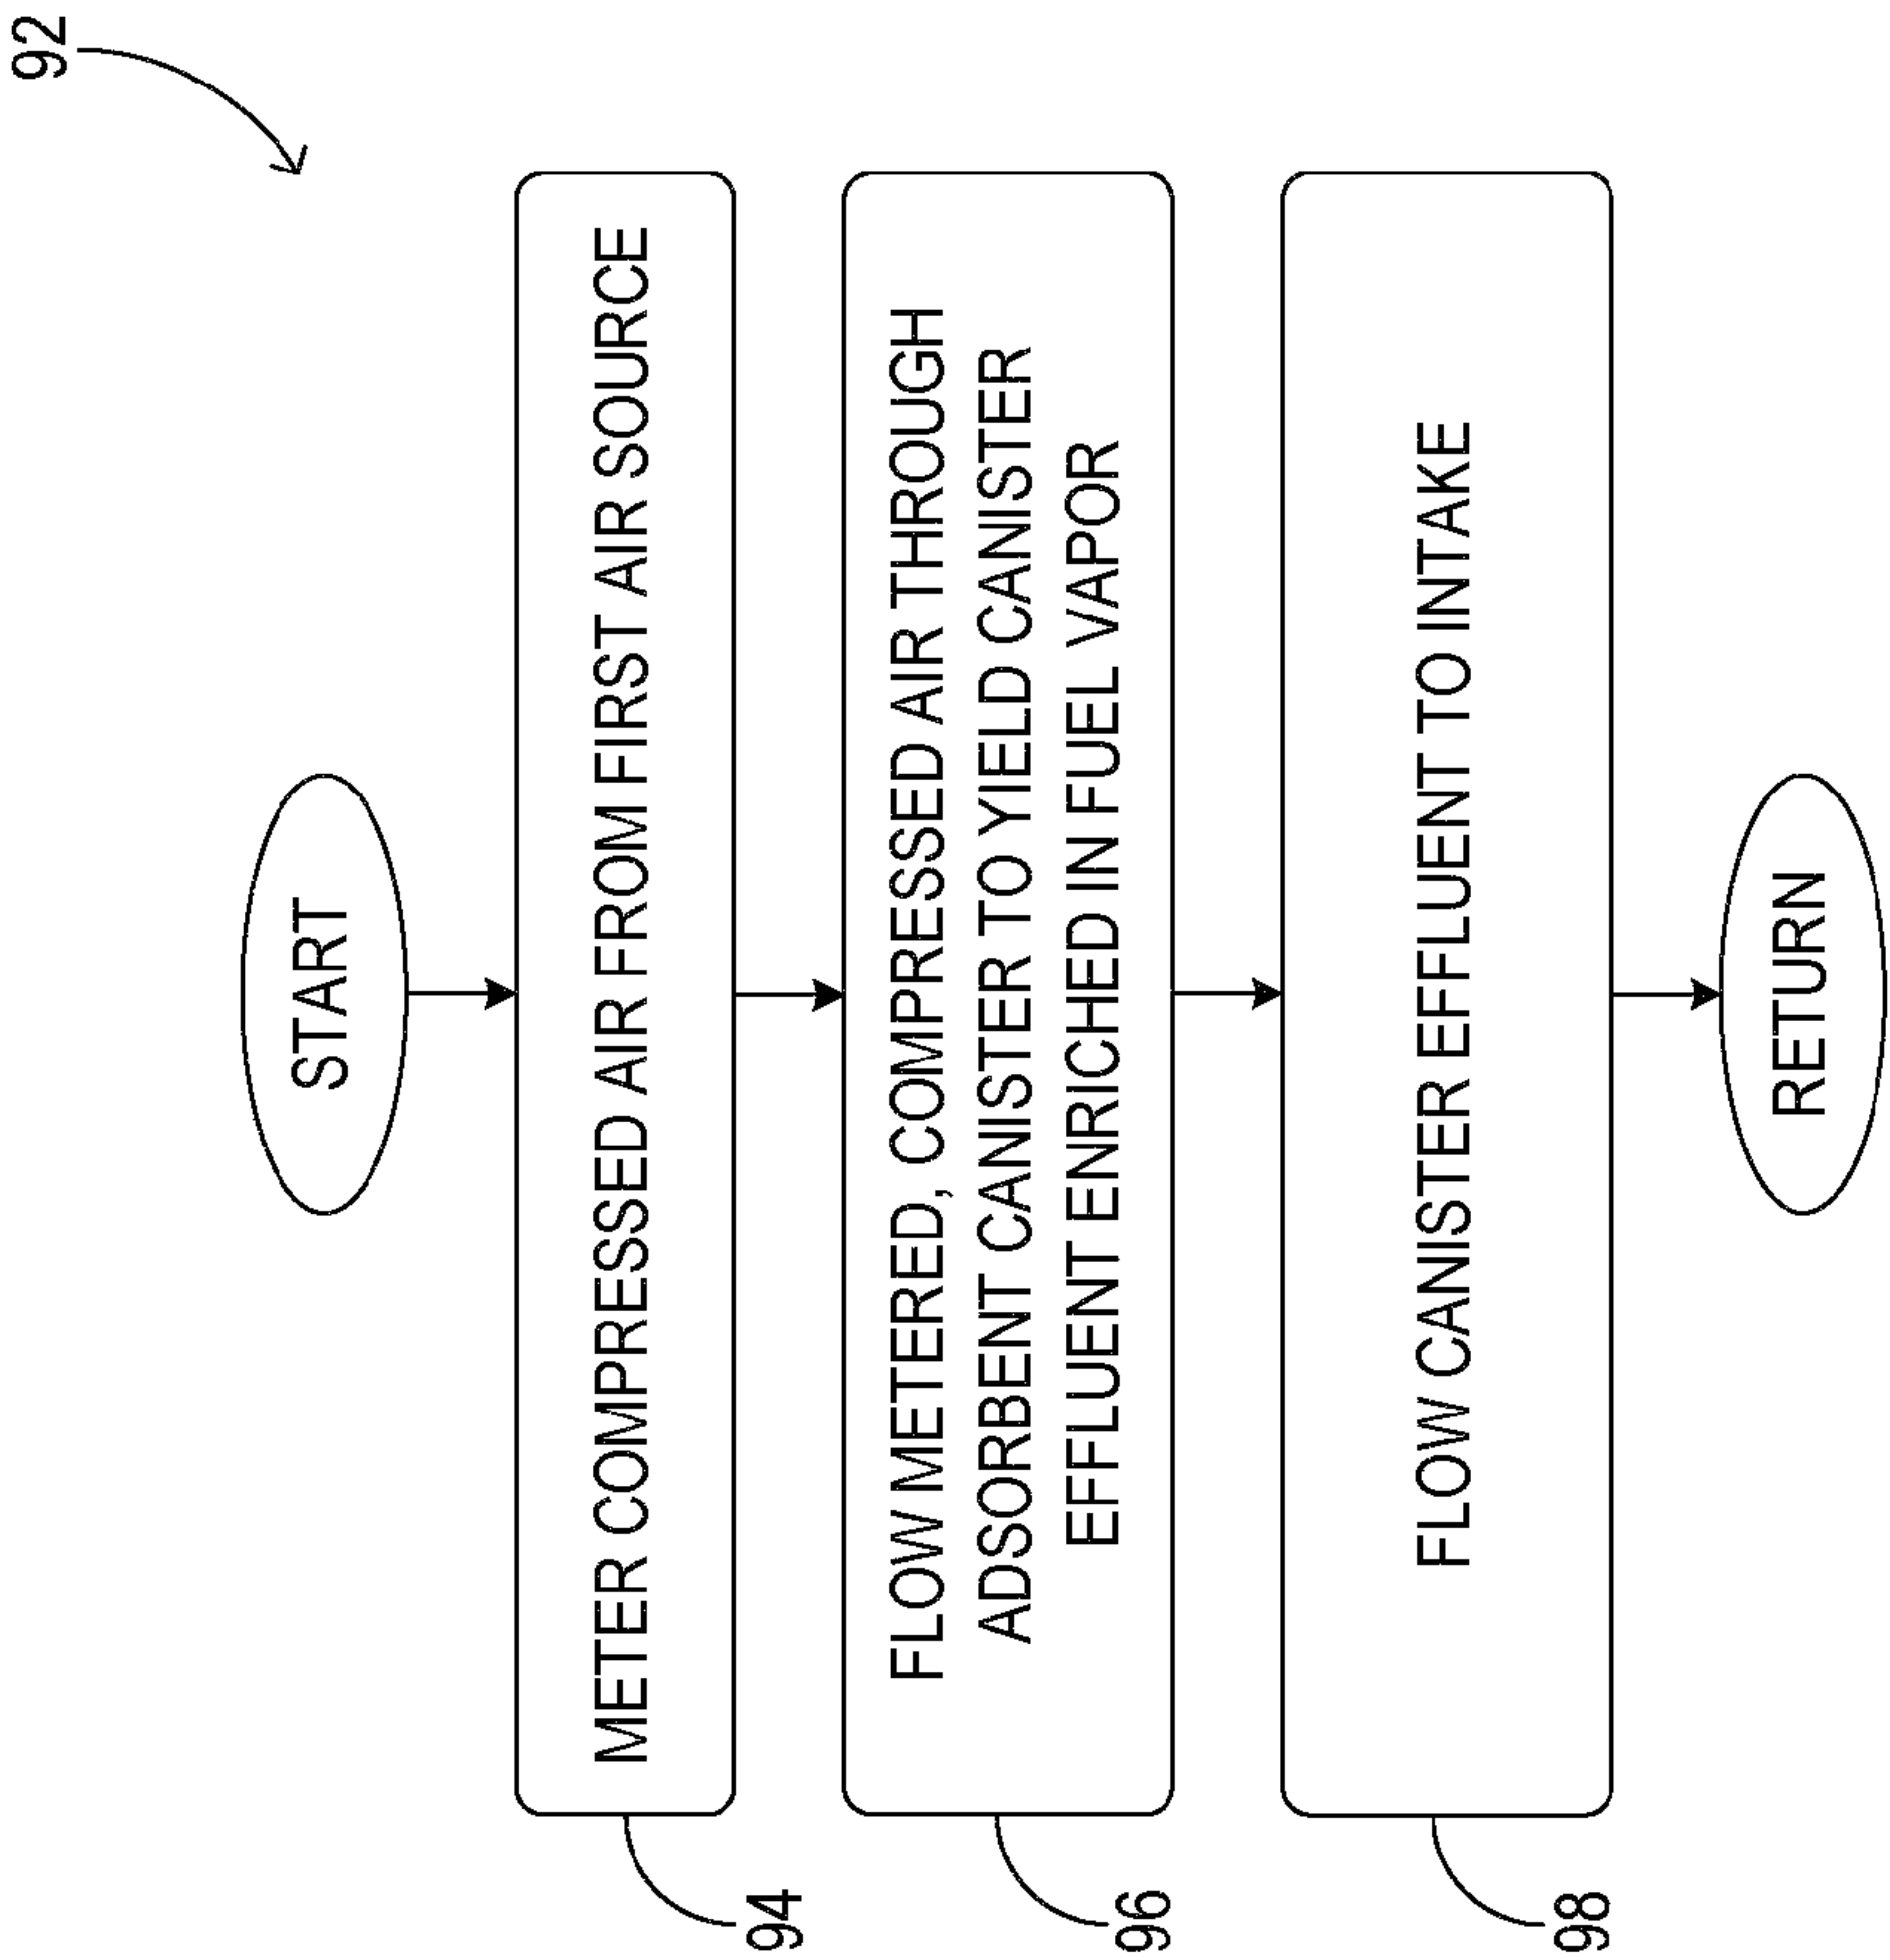 92
START
94
METER COMPRESSED AIR FROM FIRST AIR SOURCE
96
FLOW METERED, COMPRESSED AIR THROUGH
ADSORBENT CANISTER TO YIELD CANISTER
EFFLUENT ENRICHED IN FUEL VAPOR
98
FLOW CANISTER EFFLUENT TO INTAKE
RETURN